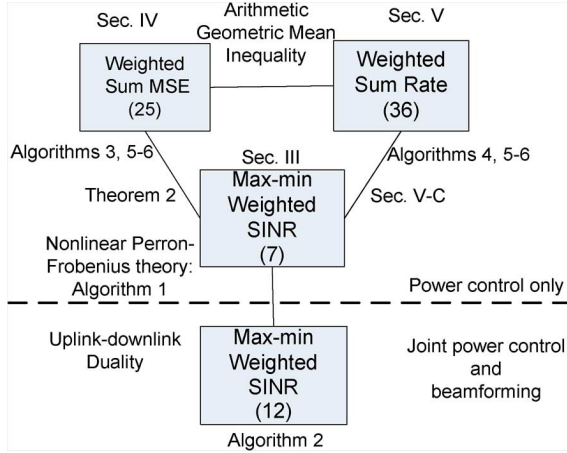 Sec. IV
Arithmetic
Geometric Mean
Inequality
Sec. V
Weighted
Sum MSE
(25)
Weighted
Sum Rate
(36)
Algorithms 3, 5-6
Sec. III
Algorithms 4, 5-6
Theorem 2
Max-min
Weighted
SINR
(7)
Sec. V-C
Nonlinear Perron-
Frobenius theory:
Algorithm 1
Power control only
Uplink-downlink
Duality
Max-min
Weighted
SINR
(12)
Joint power control
and
beamforming
Algorithm 2